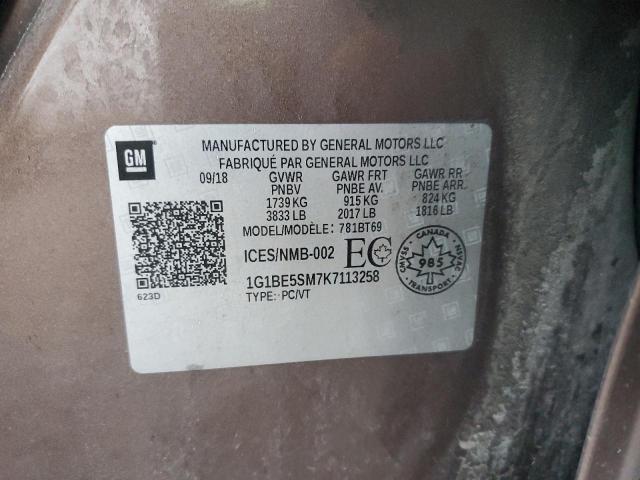 GM
MANUFACTURED BY GENERAL MOTORS LLC
FABRIQUÉ PAR GENERAL MOTORS LLC
09/18 GVWR GAWR FRT GAWR RR
PNBV PNBE AV. PNBE ARR.
1739 KG 915 KG 824 KG
3833 LB 2017 LB 1816 LB
MODEL/MODÈLE: 781BT69
ICES/NMB-002 EC
1G1BE5SM7K7113258
TYPE: PC/VT
623D
CANADA
CMVSS 985 NSVAC
TRANSPORT